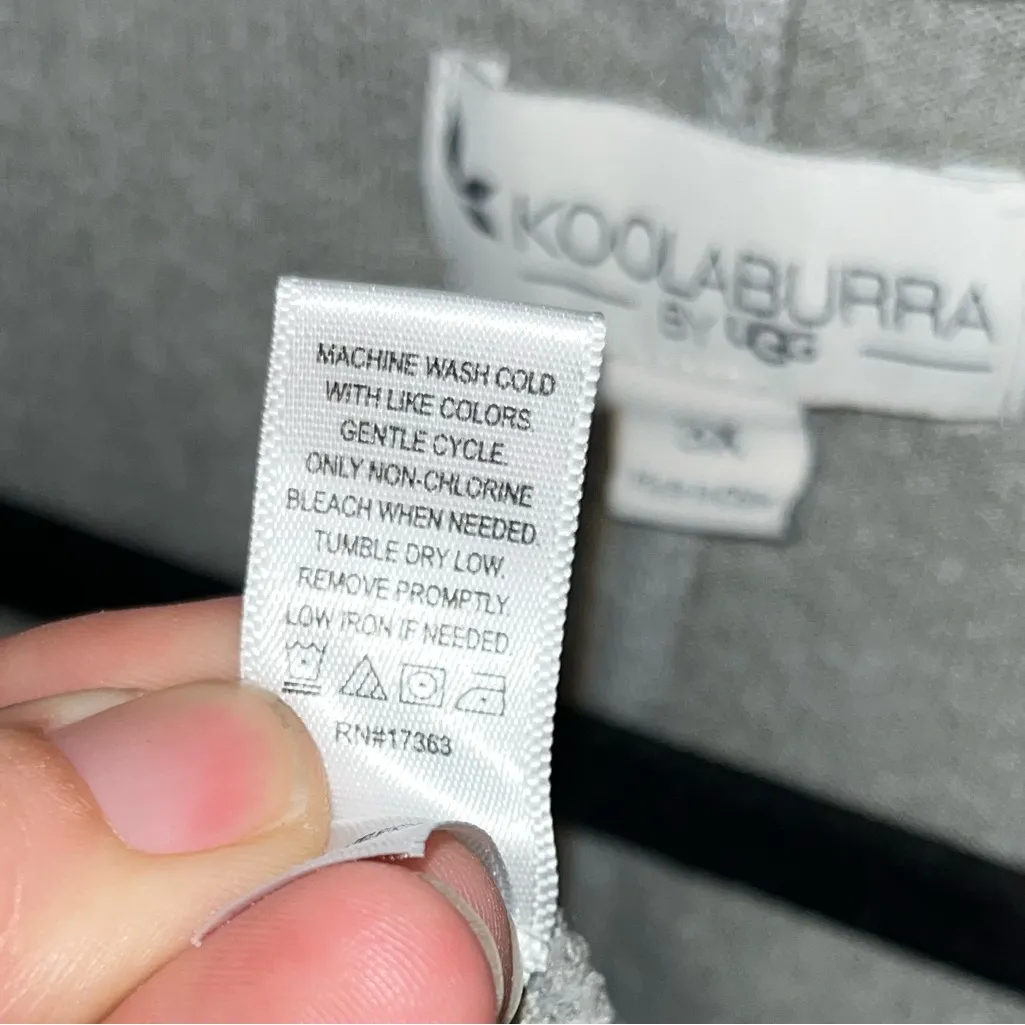 KOOLABURRA
BY UGG
MACHINE WASH COLD
WITH LIKE COLORS.
GENTLE CYCLE.
ONLY NON-CHLORINE
BLEACH WHEN NEEDED.
TUMBLE DRY LOW.
REMOVE PROMPTLY.
LOW IRON IF NEEDED.
RN#17363